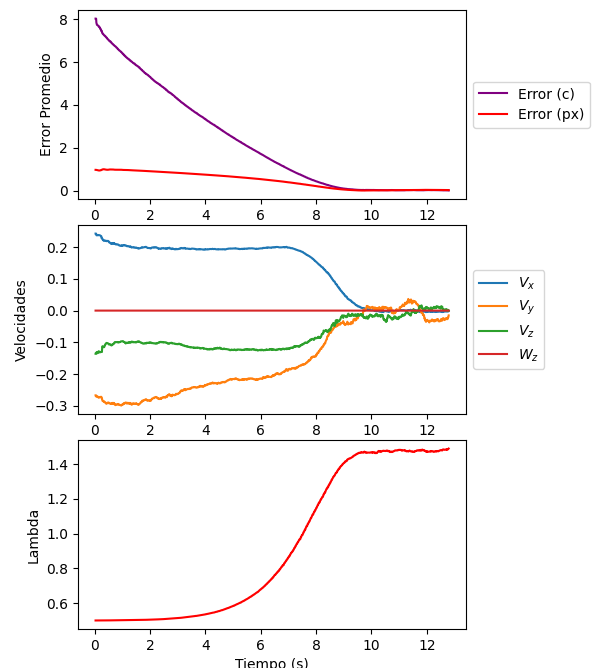 8
6
4
2
0
Error Promedio
0 2 4 6 8 10 12
Error (c)
Error (px)
0.2
0.1
0.0
−0.1
−0.2
−0.3
Velocidades
0 2 4 6 8 10 12
Vx
Vy
Vz
Wz
1.4
1.2
1.0
0.8
0.6
Lambda
0 2 4 6 8 10 12
Tiempo (s)